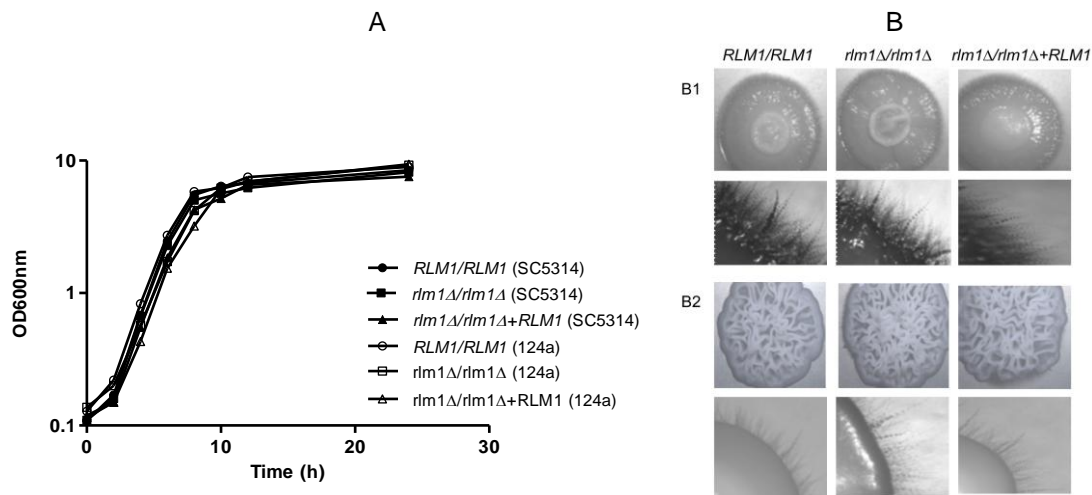 A
10
1
0.1
OD600nm
0
10
20
30
Time (h)
RLM1/RLM1 (SC5314)
rlm1Δ/rlm1Δ (SC5314)
rlm1Δ/rlm1Δ+RLM1 (SC5314)
RLM1/RLM1 (124a)
rlm1Δ/rlm1Δ (124a)
rlm1Δ/rlm1Δ+RLM1 (124a)
B
RLM1/RLM1 rlm1Δ/rlm1Δ rlm1Δ/rlm1Δ+RLM1
B1
B2